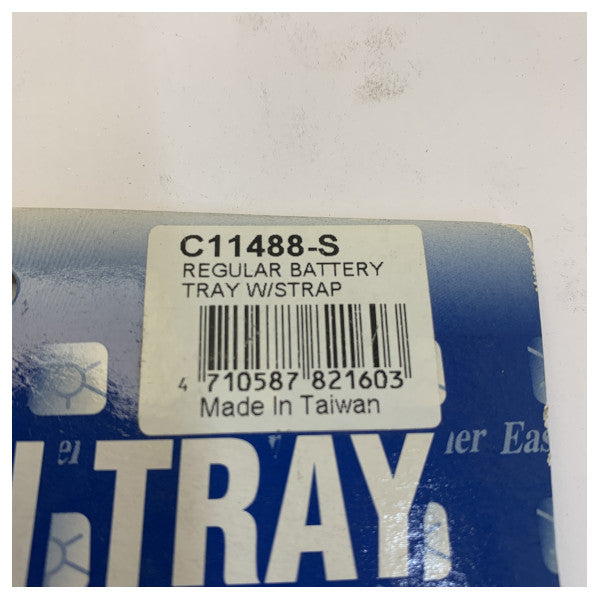 C11488-S
REGULAR BATTERY
TRAY W/STRAP
4 710587 821603
Made In Taiwan
TRAY